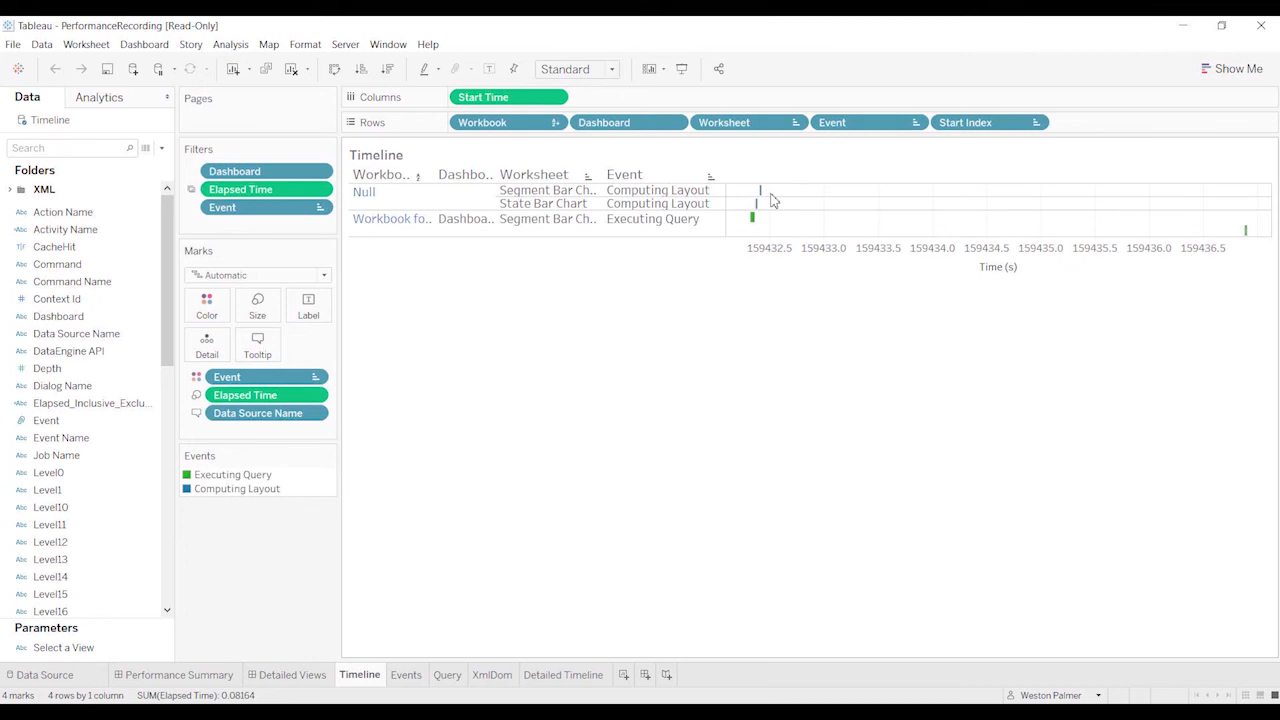 Tableau - PerformanceRecording [Read-Only]
File Data Worksheet Dashboard Story Analysis Map Format Server Window Help
Standard
Show Me
Data Analytics
Timeline
Search
Folders
XML
Action Name
Activity Name
CacheHit
Command
Command Name
Context Id
Dashboard
Data Source Name
DataEngine API
Depth
Dialog Name
Elapsed_Inclusive_Exclu...
Event
Event Name
Job Name
Level0
Level1
Level10
Level11
Level12
Level13
Level14
Level15
Level16
Parameters
Select a View
Pages
Filters
Dashboard
Elapsed Time
Event
Marks
Automatic
Color Size Label
Detail Tooltip
Event
Elapsed Time
Data Source Name
Events
Executing Query
Computing Layout
Columns Start Time
Rows Workbook Dashboard Worksheet Event Start Index
Timeline
Workbo.. Dashbo.. Worksheet Event
Null Segment Bar Ch.. Computing Layout
State Bar Chart Computing Layout
Workbook fo.. Dashboa.. Segment Bar Ch.. Executing Query
159432.5 159433.0 159433.5 159434.0 159434.5 159435.0 159435.5 159436.0 159436.5
Time (s)
Data Source Performance Summary Detailed Views Timeline Events Query XmlDom Detailed Timeline
4 marks 4 rows by 1 column SUM(Elapsed Time): 0.08164 Weston Palmer